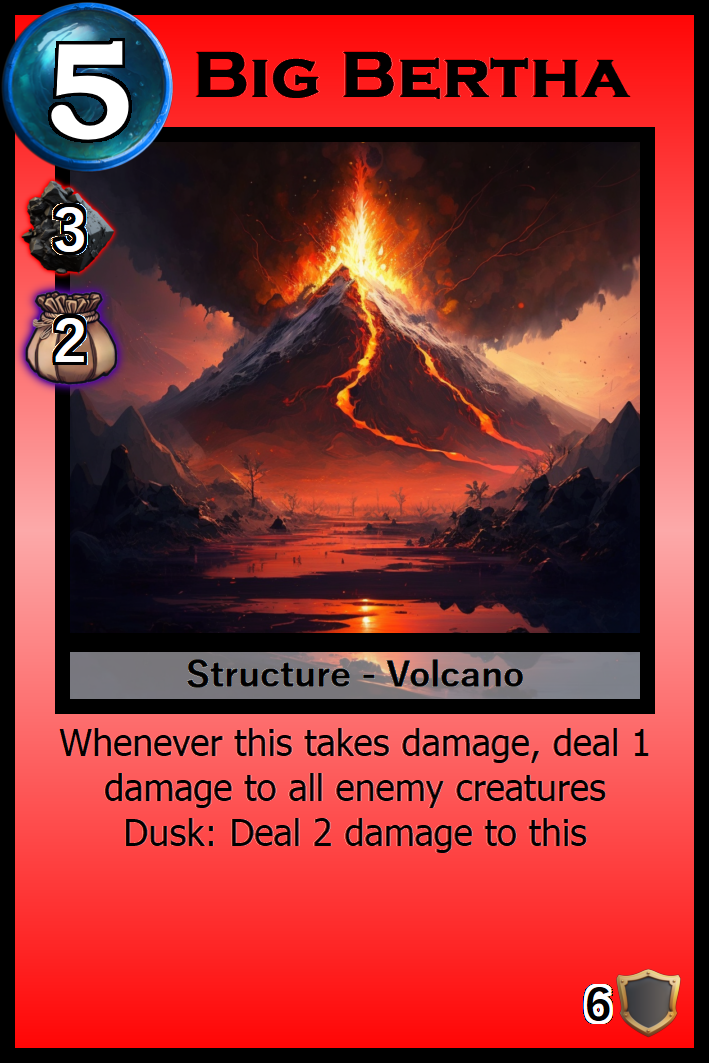 5
Big Bertha
3
2
Structure - Volcano
Whenever this takes damage, deal 1
damage to all enemy creatures
Dusk: Deal 2 damage to this
6